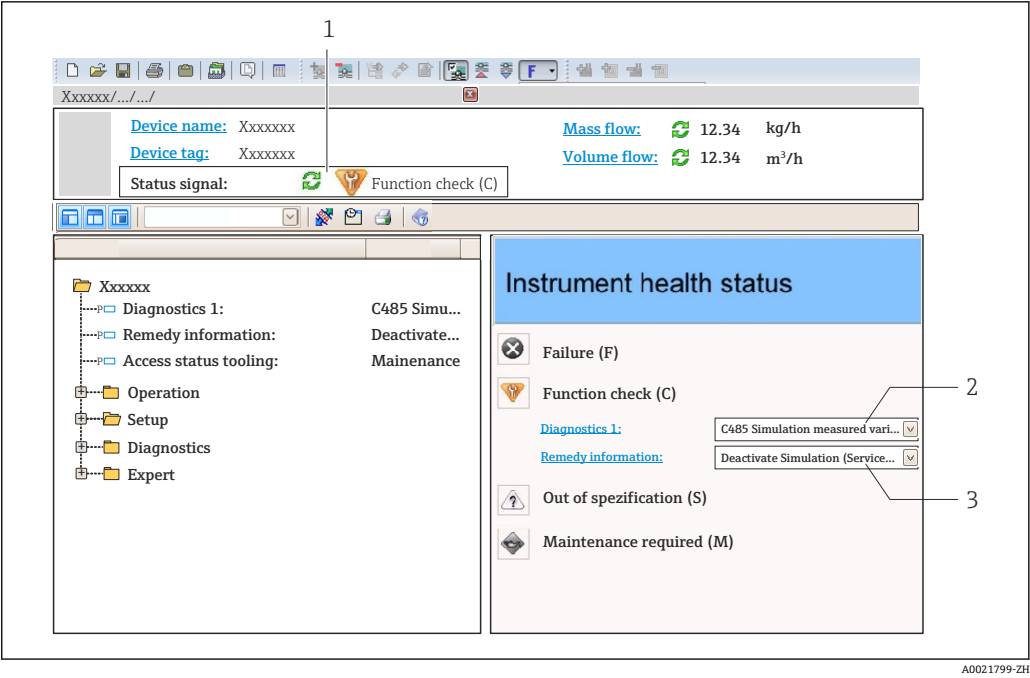 1
F
Xxxxxx/.../.../
Device name: Xxxxxxx
Mass flow: 12.34 kg/h
Device tag: Xxxxxxx
Volume flow: 12.34 m³/h
Status signal: Function check (C)
Xxxxxx
P Diagnostics 1: C485 Simu...
P Remedy information: Deactivate...
P Access status tooling: Mainenance
Operation
Setup
Diagnostics
Expert
Instrument health status
Failure (F)
Function check (C)
2
Diagnostics 1: C485 Simulation measured vari...
Remedy information: Deactivate Simulation (Service...
3
Out of spezification (S)
Maintenance required (M)
A0021799-ZH